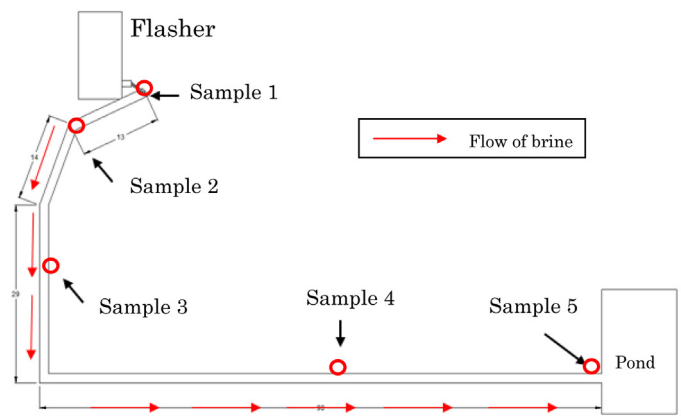 Flasher
Sample 1
13
Flow of brine
14
Sample 2
29
Sample 3
Sample 4
Sample 5
Pond